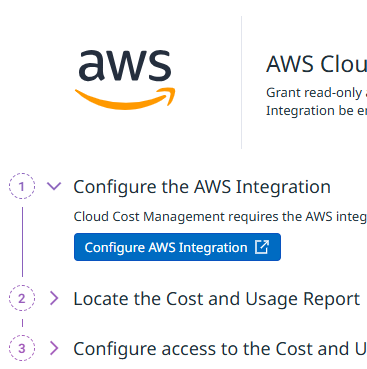 aws
AWS Clou
Grant read-only a
Integration be e
1
Configure the AWS Integration
Cloud Cost Management requires the AWS integ
Configure AWS Integration
2
Locate the Cost and Usage Report
3
Configure access to the Cost and U